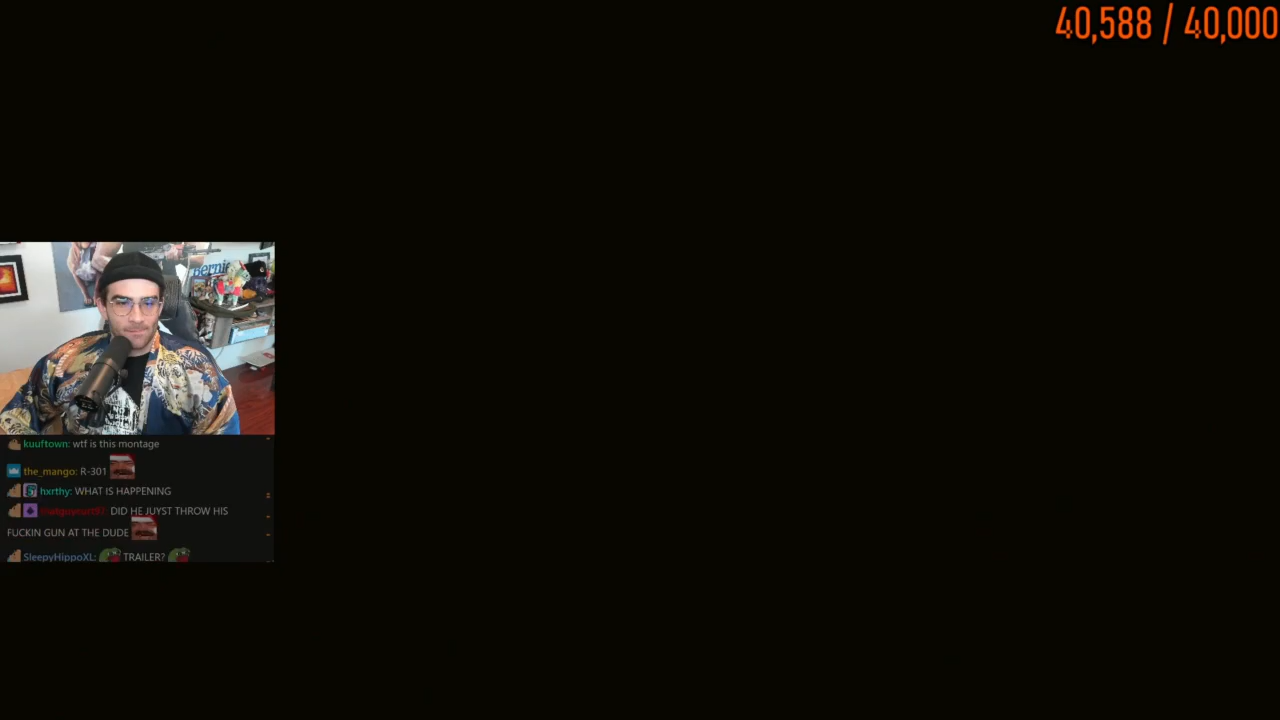 40,588 / 40,000
Bernie
kuuftown: wtf is this montage
the_mango: R-301
hxrthy: WHAT IS HAPPENING
DID HE JUYST THROW HIS
FUCKIN GUN AT THE DUDE
SleepyHippoXL: TRAILER?